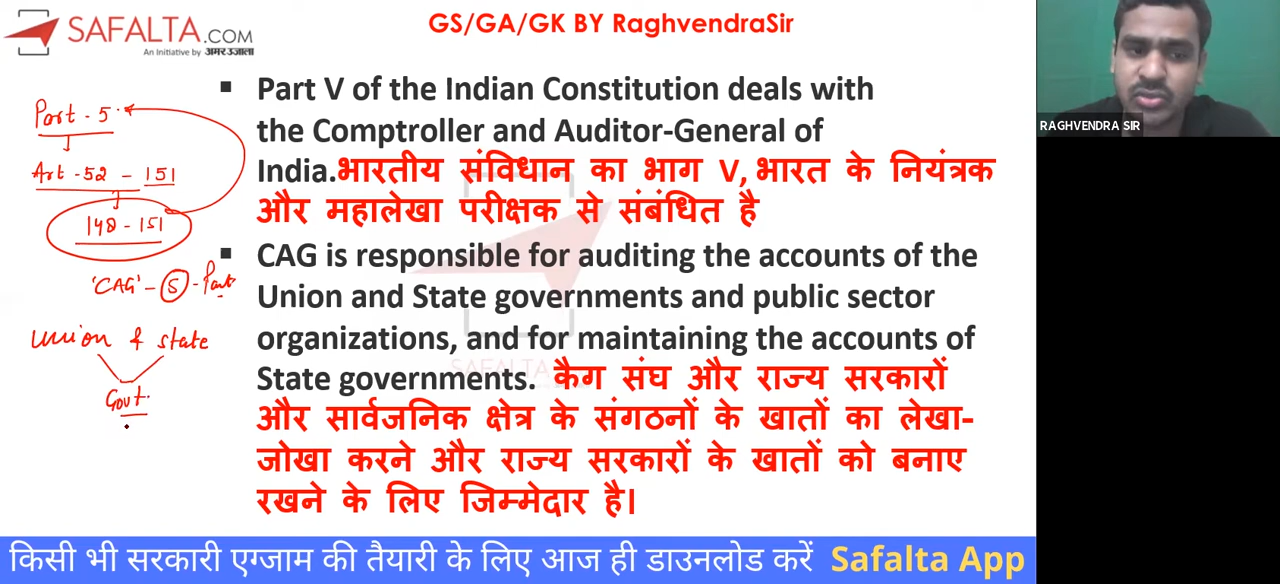 SAFALTA.COM
An Initiative by अमर उजाला
GS/GA/GK BY RaghvendraSir
RAGHVENDRA SIR
Part - 5
Art - 52 - 151
148 - 151
'CAG' - 5 - Part
Union & state
Govt.
▪ Part V of the Indian Constitution deals with
the Comptroller and Auditor-General of
India.भारतीय संविधान का भाग V, भारत के नियंत्रक
और महालेखा परीक्षक से संबंधित है
▪ CAG is responsible for auditing the accounts of the
Union and State governments and public sector
organizations, and for maintaining the accounts of
State governments. कैग संघ और राज्य सरकारों
और सार्वजनिक क्षेत्र के संगठनों के खातों का लेखा-
जोखा करने और राज्य सरकारों के खातों को बनाए
रखने के लिए जिम्मेदार है।
किसी भी सरकारी एग्जाम की तैयारी के लिए आज ही डाउनलोड करें Safalta App